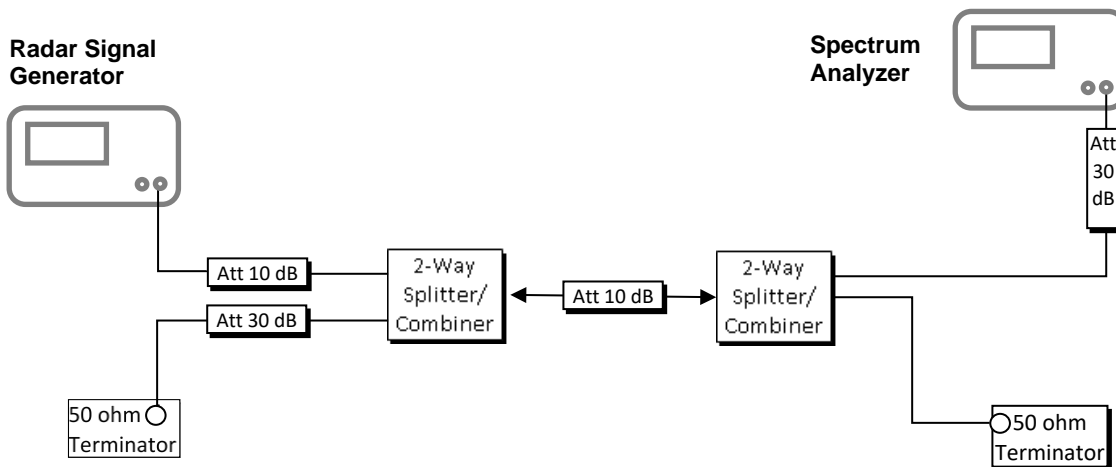 Radar Signal
Generator
Spectrum
Analyzer
Att
30
dB
Att 10 dB
Att 30 dB
2-Way
Splitter/
Combiner
Att 10 dB
2-Way
Splitter/
Combiner
50 ohm
Terminator
50 ohm
Terminator